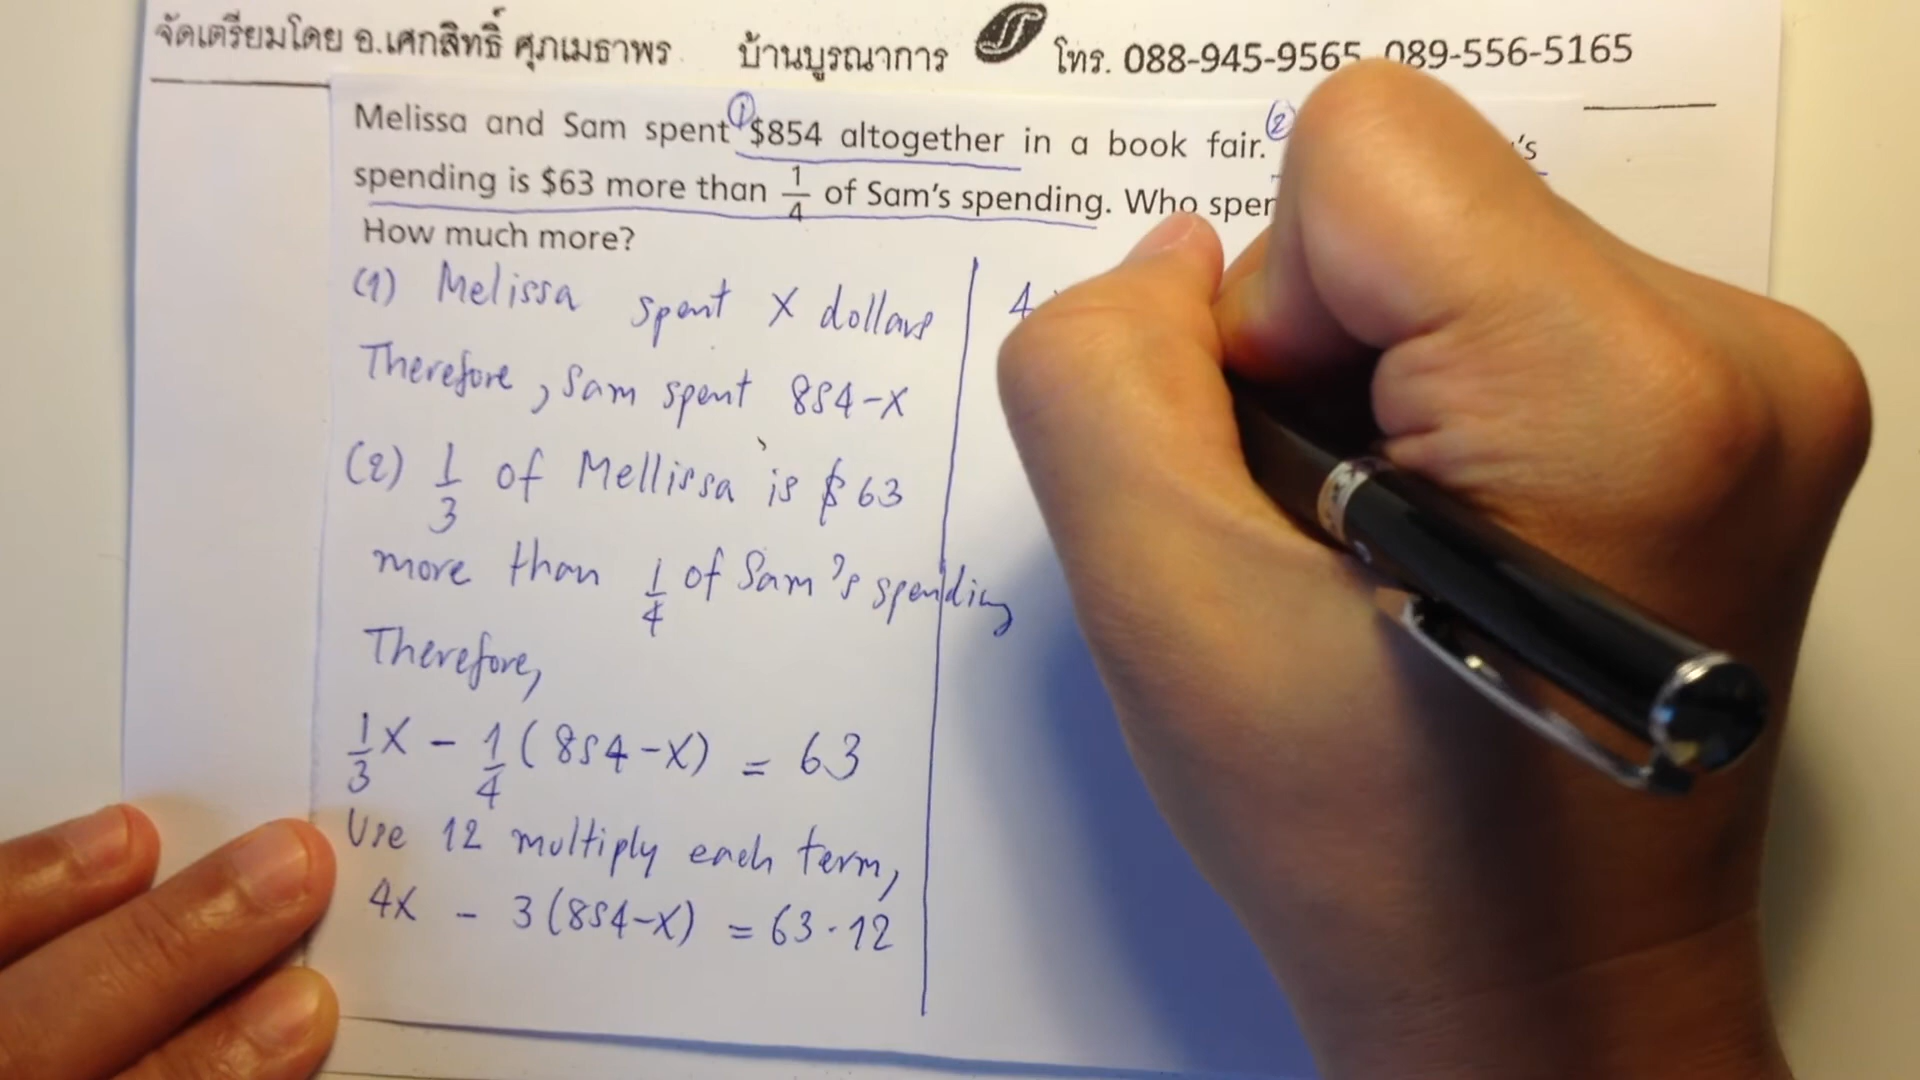 จัดเตรียมโดย อ.เศกสิทธิ์ ศุภเมธาพร บ้านบูรณาการ โทร. 088-945-9565 089-556-5165
Melissa and Sam spent ① $854 altogether in a book fair. ② 's
spending is $63 more than 1/4 of Sam's spending. Who
How much more?
(1) Melissa spent x dollars
Therefore, Sam spent 854-x
(2) 1/3 of Mellissa is $63
more than 1/4 of Sam's spending
Therefore,
1/3 x - 1/4 (854-x) = 63
Use 12 multiply each term,
4x - 3(854-x) = 63·12
4